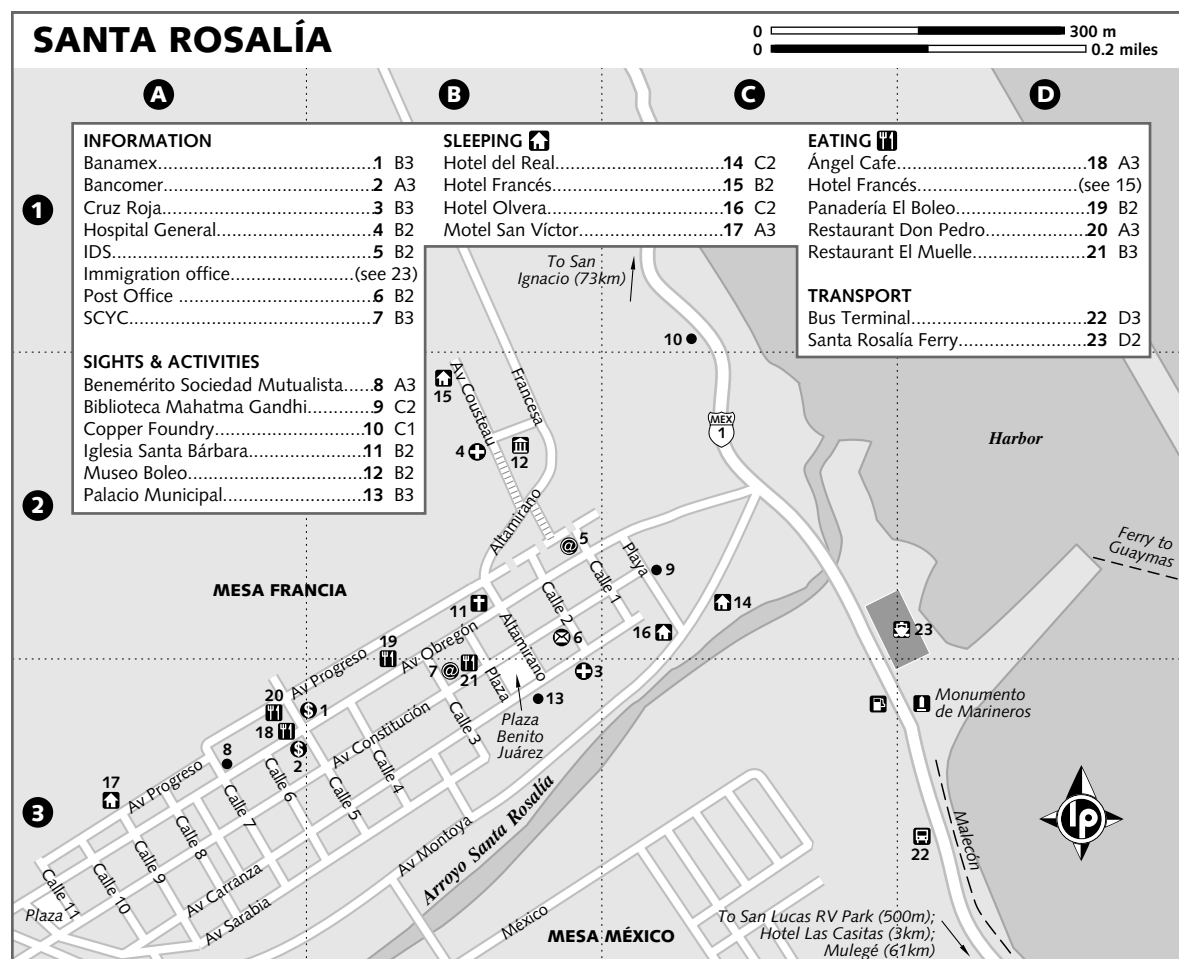 SANTA ROSALÍA
0 300 m
0 0.2 miles
A B C D
1
INFORMATION
Banamex 1 B3
Bancomer 2 A3
Cruz Roja 3 B3
Hospital General 4 B2
IDS 5 B2
Immigration office (see 23)
Post Office 6 B2
SCYC 7 B3
SIGHTS & ACTIVITIES
Benemérito Sociedad Mutualista 8 A3
Biblioteca Mahatma Gandhi 9 C2
Copper Foundry 10 C1
Iglesia Santa Bárbara 11 B2
Museo Boleo 12 B2
Palacio Municipal 13 B3
SLEEPING
Hotel del Real 14 C2
Hotel Francés 15 B2
Hotel Olvera 16 C2
Motel San Víctor 17 A3
EATING
Ángel Cafe 18 A3
Hotel Francés (see 15)
Panadería El Boleo 19 B2
Restaurant Don Pedro 20 A3
Restaurant El Muelle 21 B3
TRANSPORT
Bus Terminal 22 D3
Santa Rosalía Ferry 23 D2
To San
Ignacio (73km)
10
15
Av Cousteau
Francesa
4
12
MEX
1
Harbor
2
Altamirano
@ 5
Playa
9
Calle 1
Calle 2
Ferry to
Guaymas
MESA FRANCIA
11
Altamirano
6
14
16
23
19
Av Obregón
Av Progreso
7 @
21
Plaza
3
13
20
1
18
$
2
$
Plaza
Benito
Juárez
Monumento
de Marineros
Av Constitución
Calle 3
Calle 4
Calle 5
Calle 6
Calle 7
8
Av Progreso
17
3
Calle 8
Calle 9
Calle 10
Calle 11
Plaza
Av Carranza
Av Sarabia
Av Montoya
Arroyo Santa Rosalía
México
MESA MÉXICO
22
Malecón
lp
To San Lucas RV Park (500m);
Hotel Las Casitas (3km);
Mulegé (61km)